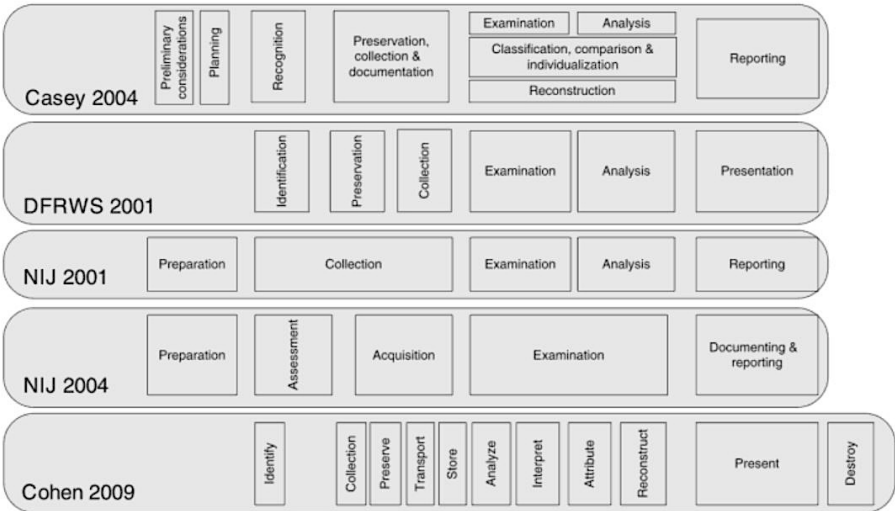 Preliminary
considerations
Planning
Recognition
Preservation,
collection &
documentation
Examination
Analysis
Classification, comparison &
individualization
Reconstruction
Reporting
Casey 2004
Identification
Preservation
Collection
Examination
Analysis
Presentation
DFRWS 2001
Preparation
Collection
Examination
Analysis
Reporting
NIJ 2001
Preparation
Assessment
Acquisition
Examination
Documenting &
reporting
NIJ 2004
Identify
Collection
Preserve
Transport
Store
Analyze
Interpret
Attribute
Reconstruct
Present
Destroy
Cohen 2009